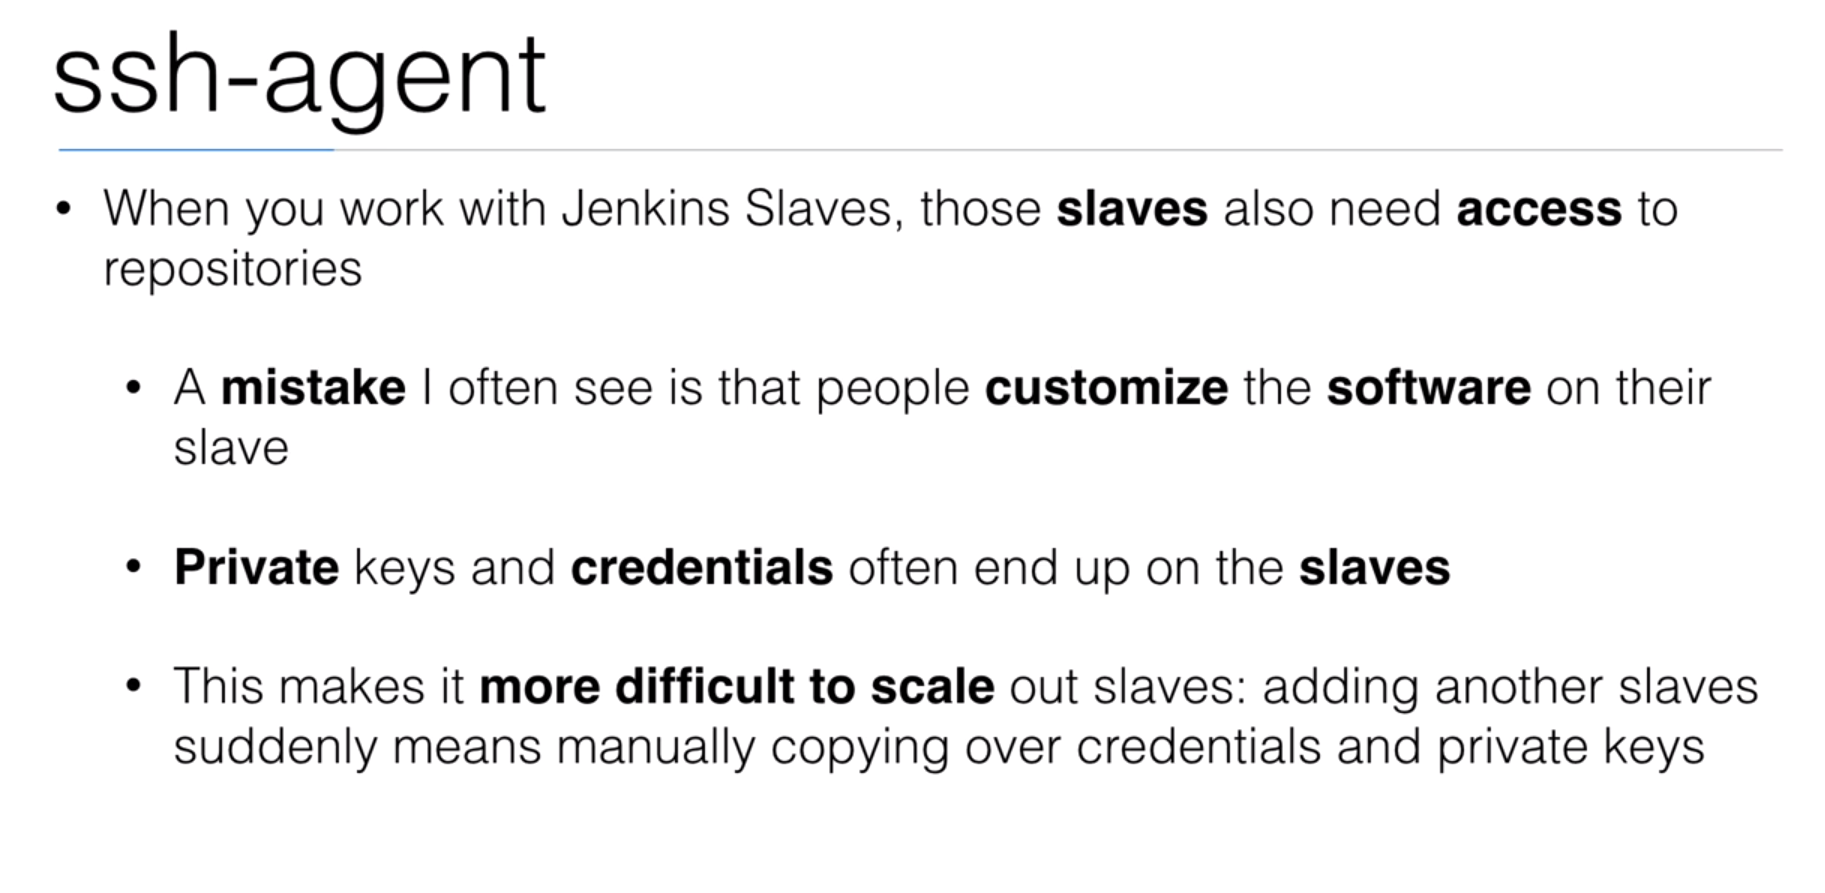 ssh-agent
• When you work with Jenkins Slaves, those slaves also need access to
repositories
• A mistake I often see is that people customize the software on their
slave
• Private keys and credentials often end up on the slaves
• This makes it more difficult to scale out slaves: adding another slaves
suddenly means manually copying over credentials and private keys